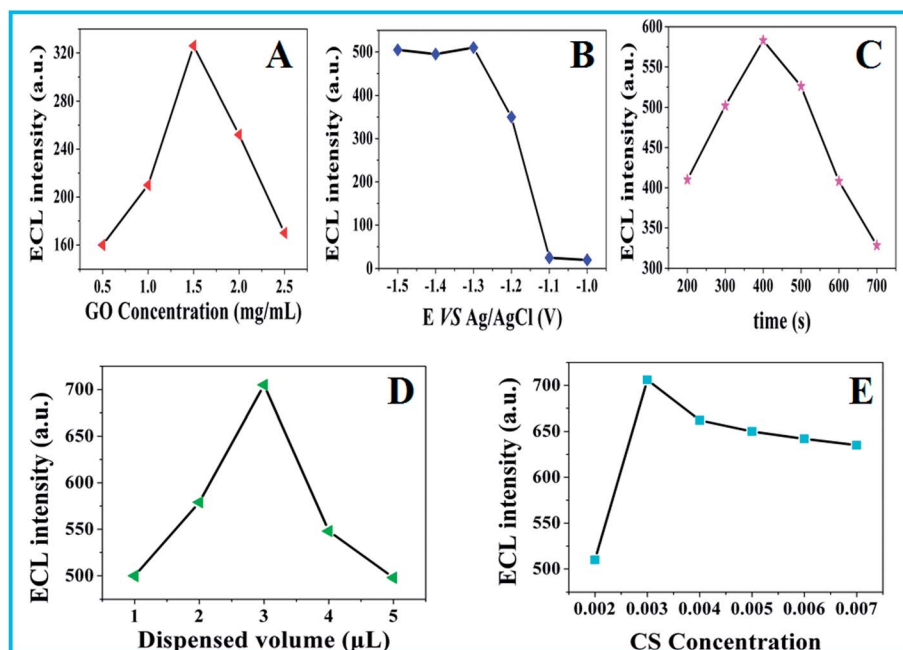 A
ECL intensity (a.u.)
320
280
240
200
160
0.5 1.0 1.5 2.0 2.5
GO Concentration (mg/mL)
B
ECL intensity (a.u.)
500
400
300
200
100
0
-1.5 -1.4 -1.3 -1.2 -1.1 -1.0
E VS Ag/AgCl (V)
C
ECL intensity (a.u.)
600
550
500
450
400
350
300
200 300 400 500 600 700
time (s)
D
ECL intensity (a.u.)
700
650
600
550
500
1 2 3 4 5
Dispensed volume (µL)
E
ECL intensity (a.u.)
700
650
600
550
500
0.002 0.003 0.004 0.005 0.006 0.007
CS Concentration